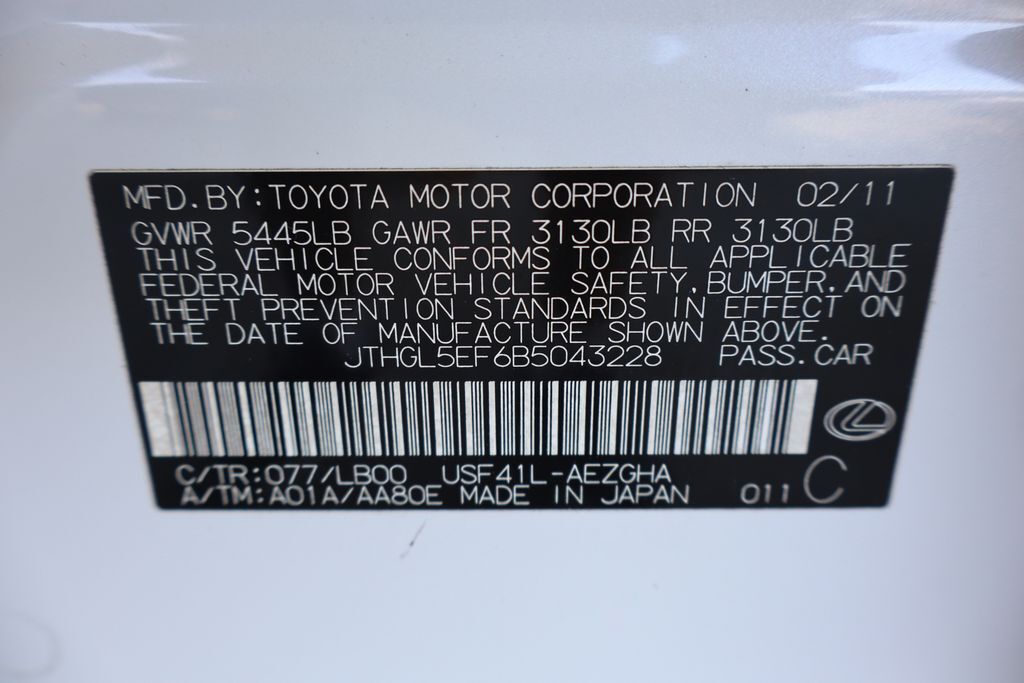 MFD.BY:TOYOTA MOTOR CORPORATION 02/11
GVWR 5445LB GAWR FR 3130LB RR 3130LB
THIS VEHICLE CONFORMS TO ALL APPLICABLE
FEDERAL MOTOR VEHICLE SAFETY,BUMPER,AND
THEFT PREVENTION STANDARDS IN EFFECT ON
THE DATE OF MANUFACTURE SHOWN ABOVE.
JTHGL5EF6B5043228 PASS.CAR
C/TR:077/LB00 USF41L-AEZGHA
A/TM:A01A/AA80E MADE IN JAPAN 011 C